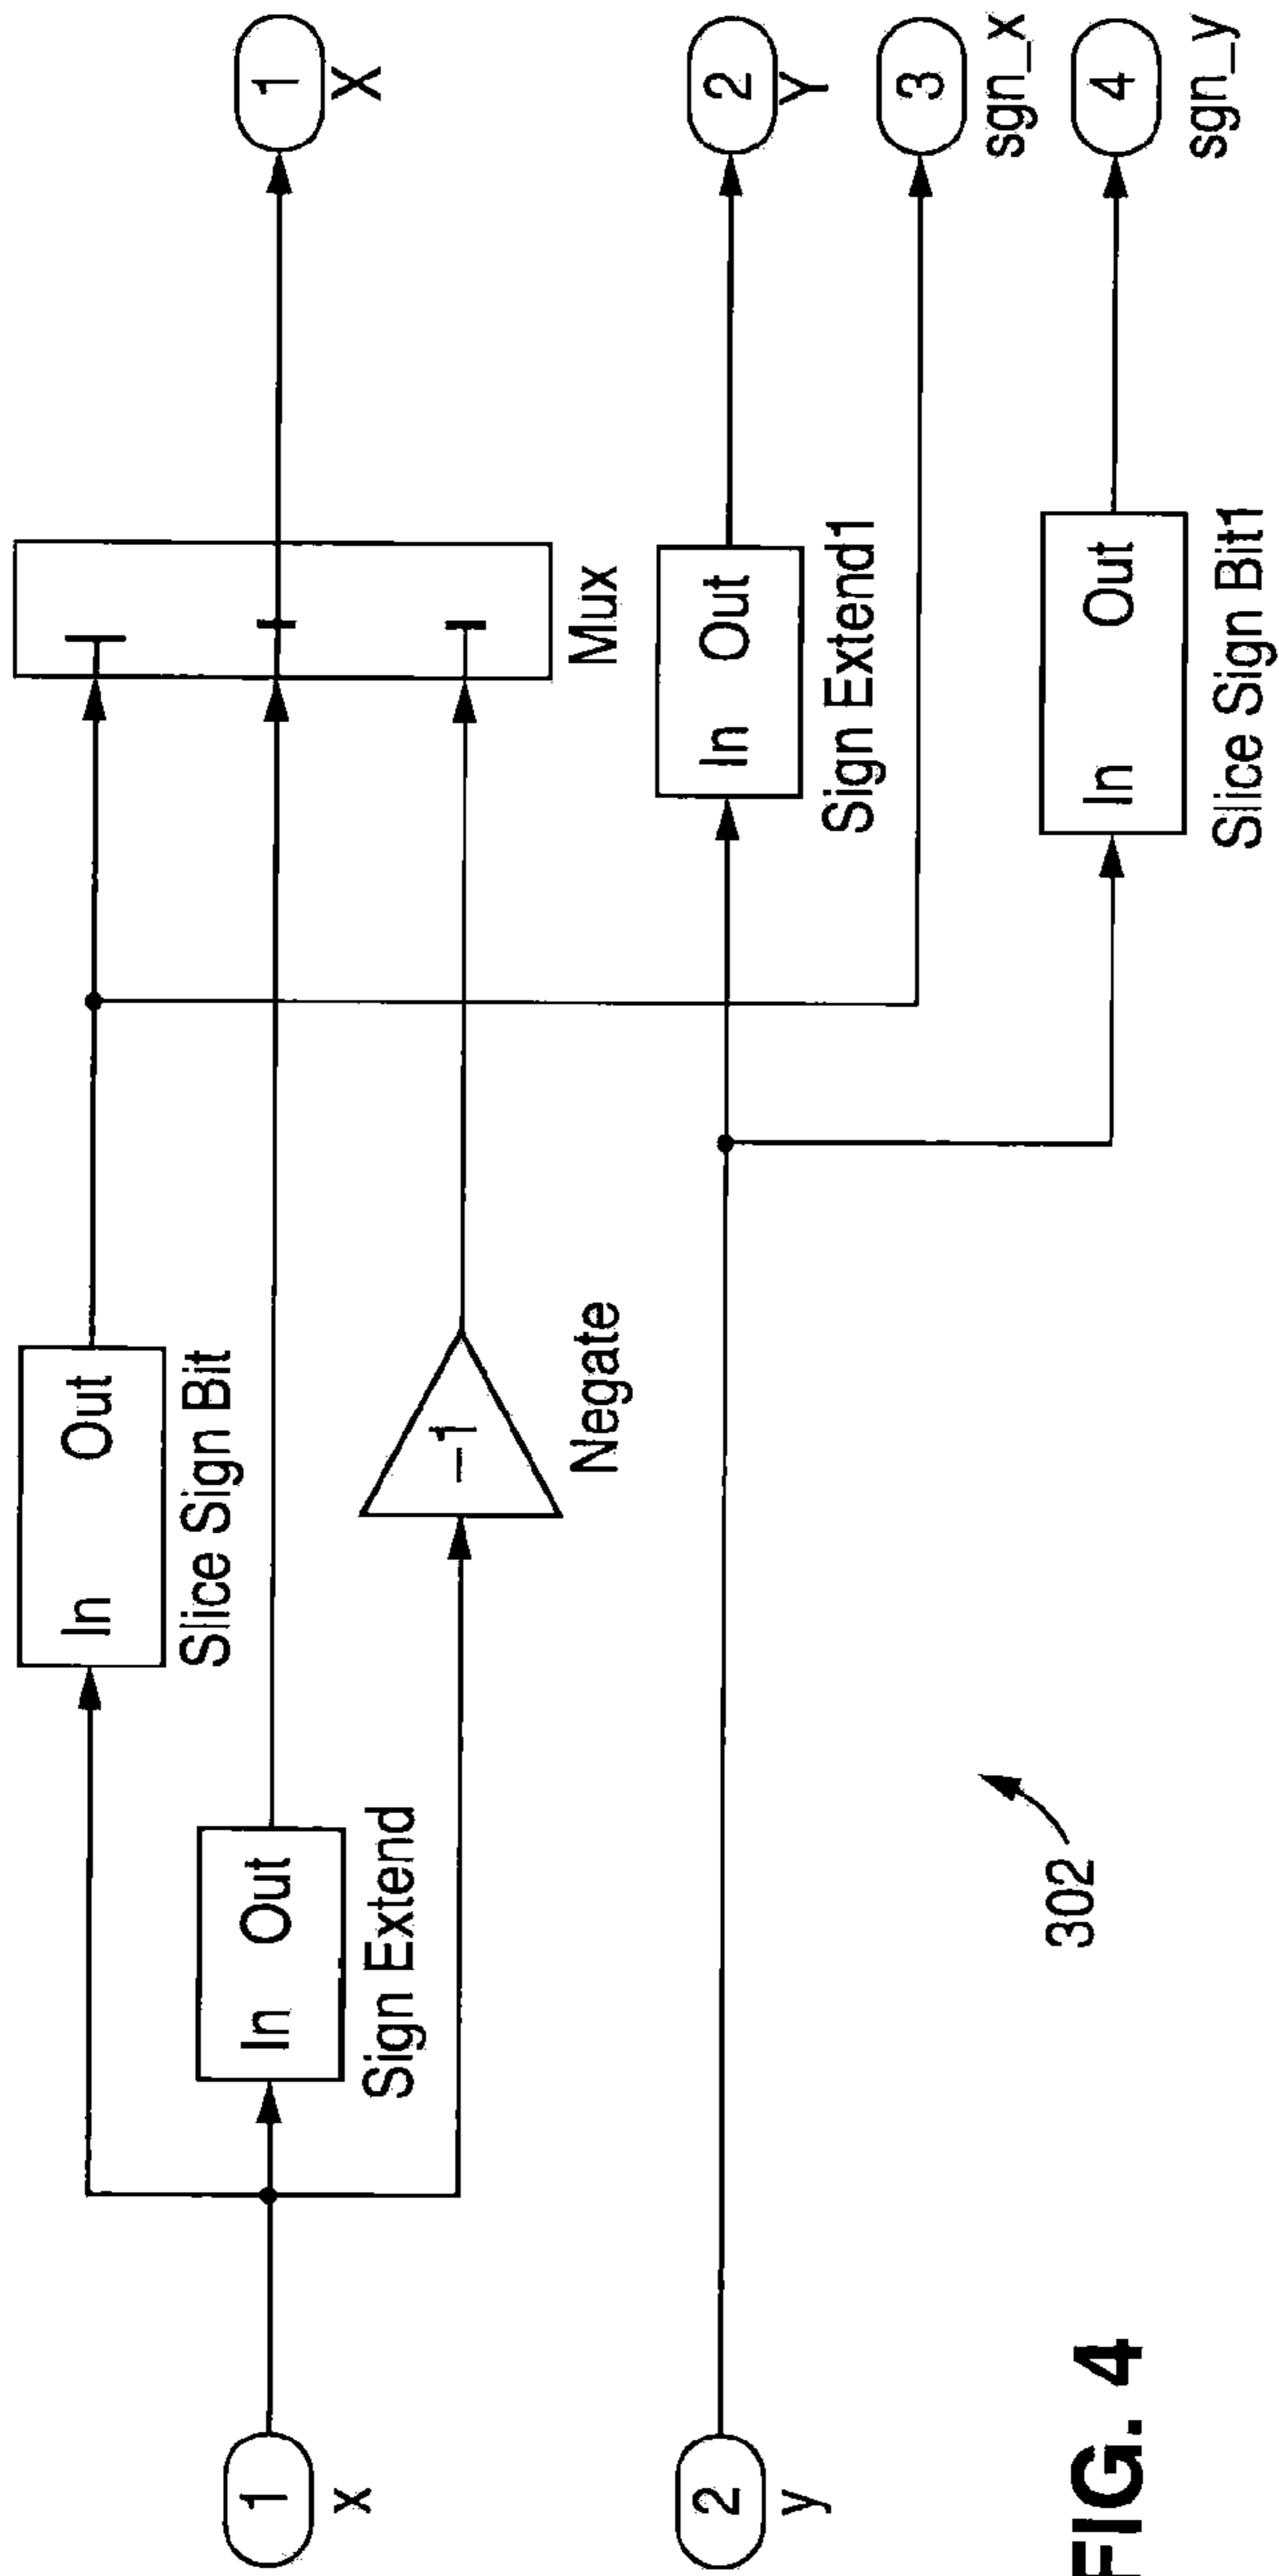 In Out
Slice Sign Bit
1
x
In Out
Sign Extend
-1
Negate
Mux
1
X
2
y
In Out
Sign Extend1
2
Y
3
sgn_x
In Out
Slice Sign Bit1
4
sgn_y
302
FIG. 4